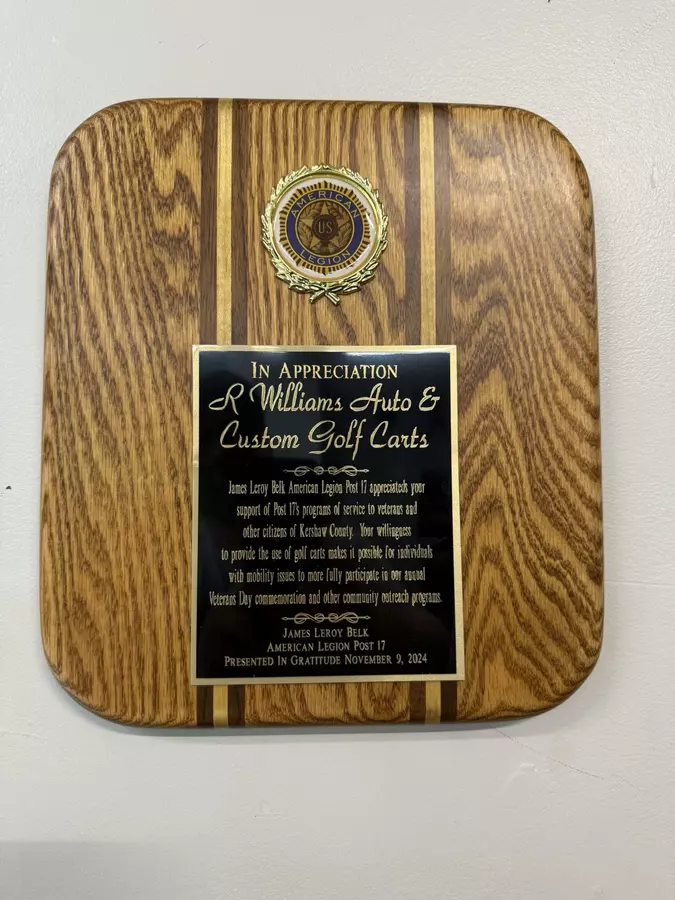 AMERICAN
US
LEGION
IN APPRECIATION
R Williams Auto &
Custom Golf Carts
James Leroy Belk American Legion Post 17 appreciateds your
support of Post 17's programs of service to veterans and
other citizens of Kershaw County. Your willingness
to provide the use of golf carts makes it possible for individuals
with mobility issues to more fully participate in our annual
Veterans Day commemoration and other community outreach programs.
JAMES LEROY BELK
AMERICAN LEGION POST 17
PRESENTED IN GRATITUDE NOVEMBER 9, 2024